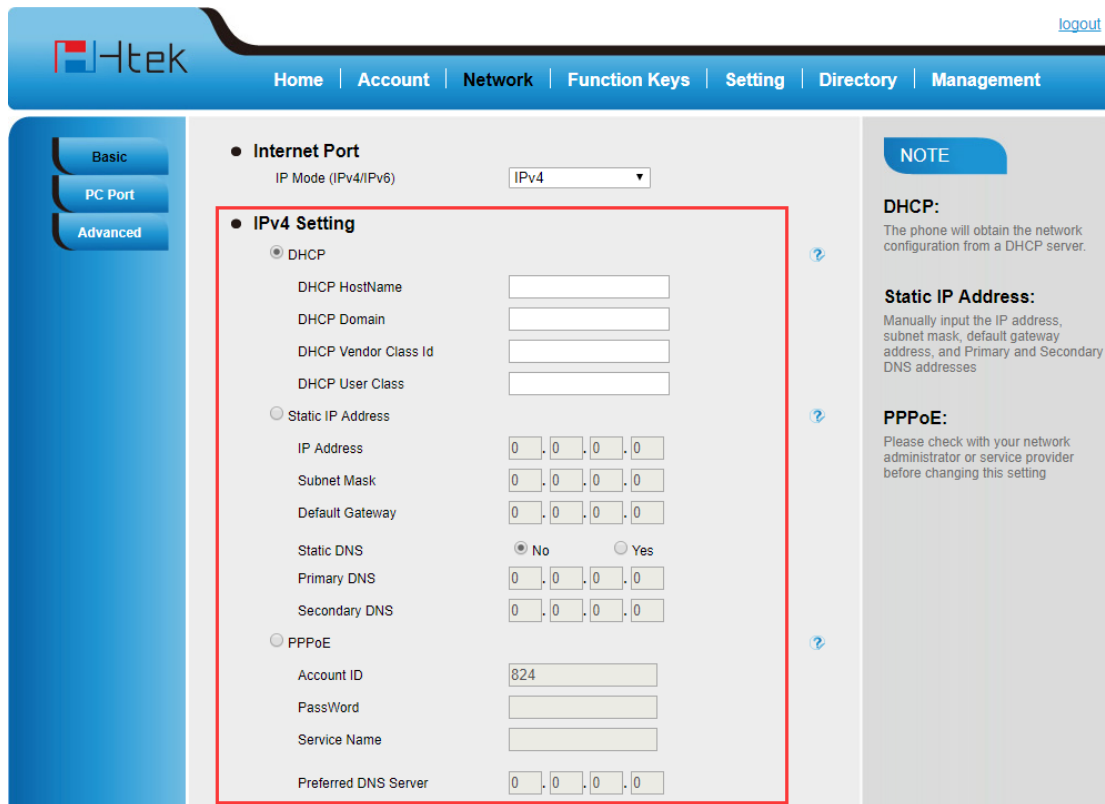 logout
Htek
Home Account Network Function Keys Setting Directory Management
Basic
PC Port
Advanced
Internet Port
IP Mode (IPv4/IPv6) IPv4
IPv4 Setting
DHCP
DHCP HostName
DHCP Domain
DHCP Vendor Class Id
DHCP User Class
Static IP Address
IP Address 0 . 0 . 0 . 0
Subnet Mask 0 . 0 . 0 . 0
Default Gateway 0 . 0 . 0 . 0
Static DNS No Yes
Primary DNS 0 . 0 . 0 . 0
Secondary DNS 0 . 0 . 0 . 0
PPPoE
Account ID 824
PassWord
Service Name
Preferred DNS Server 0 . 0 . 0 . 0
NOTE
DHCP:
The phone will obtain the network
configuration from a DHCP server.
Static IP Address:
Manually input the IP address,
subnet mask, default gateway
address, and Primary and Secondary
DNS addresses
PPPoE:
Please check with your network
administrator or service provider
before changing this setting